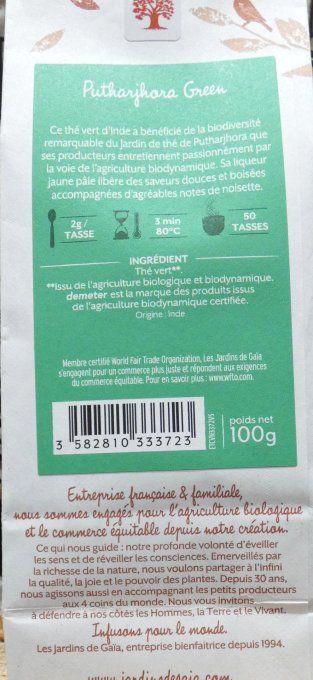 Putharjhora Green
Ce thé vert d'Inde a bénéficié de la biodiversité
remarquable du Jardin de thé de Putharjhora que
ses producteurs entretiennent passionnément par
la voie de l'agriculture biodynamique. Sa liqueur
jaune pâle libère des saveurs douces et boisées
accompagnées d'agréables notes de noisette.
2g /
TASSE
3 min
80°C
50
TASSES
INGRÉDIENT
Thé vert**
**Issu de l'agriculture biologique et biodynamique.
demeter est la marque des produits issus
de l'agriculture biodynamique certifiée.
Origine : Inde
Membre certifié World Fair Trade Organization, Les Jardins de Gaïa
s'engagent pour un commerce plus juste et répondent aux exigences
du commerce équitable. Pour en savoir plus : www.wfto.com
3 582810 333723
poids net
100g
Entreprise française & familiale,
nous sommes engagés pour l'agriculture biologique
et le commerce équitable depuis notre création.
Ce qui nous guide : notre profonde volonté d'éveiller
les sens et de réveiller les consciences. Émerveillés par
la richesse de la nature, nous voulons partager à l'infini
la qualité, la joie et le pouvoir des plantes. Depuis 30 ans,
nous agissons aussi en accompagnant les petits producteurs
aux 4 coins du monde. Nous vous invitons
à défendre à nos côtés les Hommes, la Terre et le Vivant.
Infusons pour le monde.
Les Jardins de Gaïa, entreprise bienfaitrice depuis 1994.
www.jardinsdegaia.com